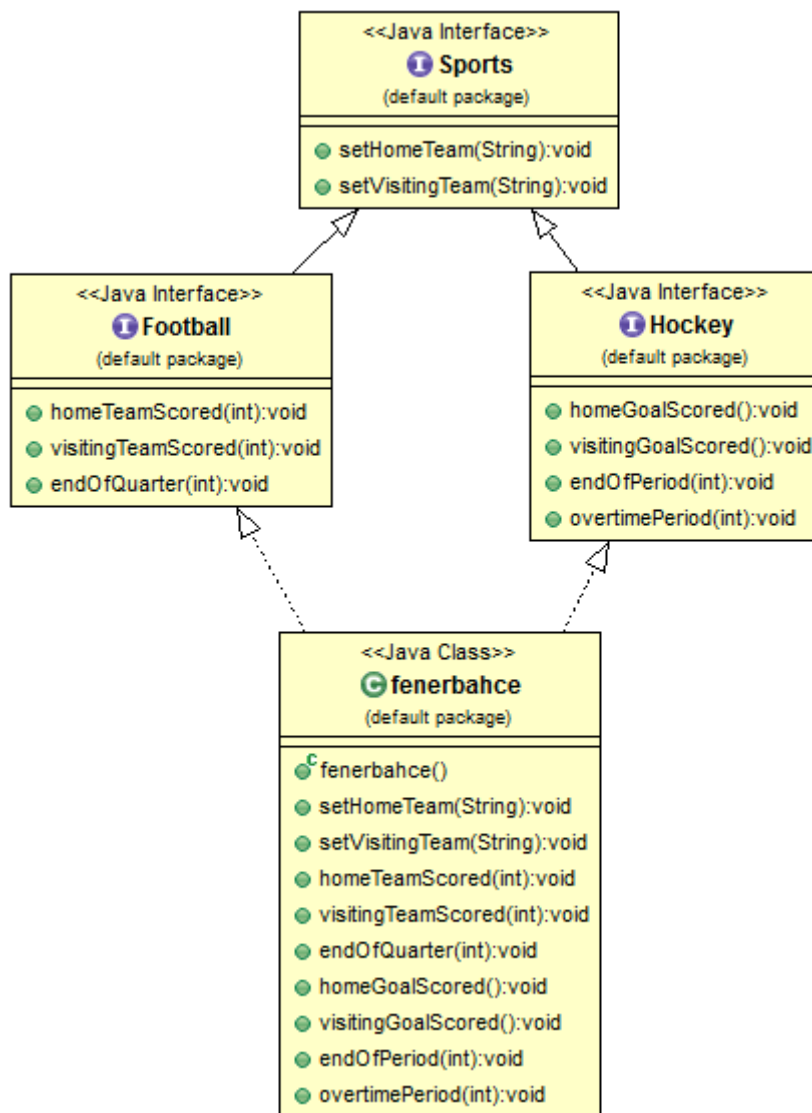 <<Java Interface>>
Sports
(default package)
setHomeTeam(String):void
setVisitingTeam(String):void
<<Java Interface>>
Football
(default package)
homeTeamScored(int):void
visitingTeamScored(int):void
endOfQuarter(int):void
<<Java Interface>>
Hockey
(default package)
homeGoalScored():void
visitingGoalScored():void
endOfPeriod(int):void
overtimePeriod(int):void
<<Java Class>>
fenerbahce
(default package)
fenerbahce()
setHomeTeam(String):void
setVisitingTeam(String):void
homeTeamScored(int):void
visitingTeamScored(int):void
endOfQuarter(int):void
homeGoalScored():void
visitingGoalScored():void
endOfPeriod(int):void
overtimePeriod(int):void